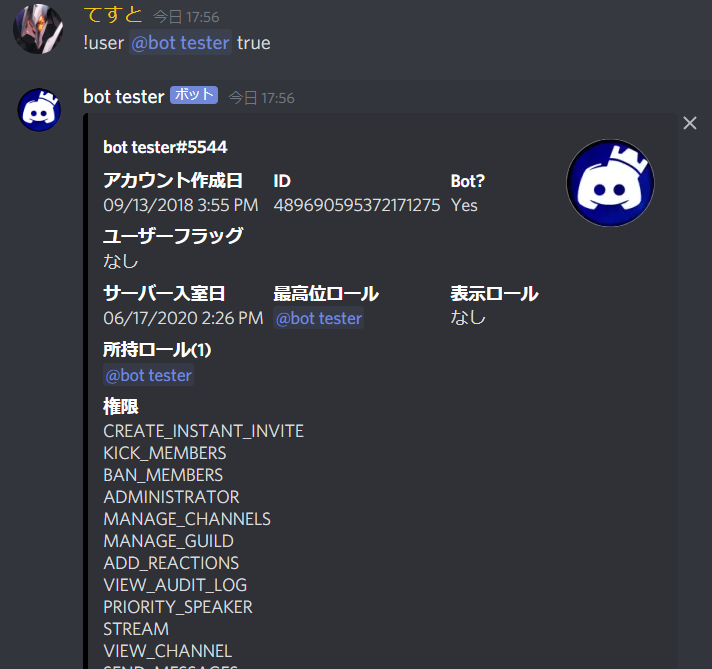 てすと 今日 17:56
!user @bot tester true
bot tester ボット 今日 17:56
bot tester#5544
アカウント作成日 ID Bot?
09/13/2018 3:55 PM 489690595372171275 Yes
ユーザーフラッグ
なし
サーバー入室日 最高位ロール 表示ロール
06/17/2020 2:26 PM @bot tester なし
所持ロール(1)
@bot tester
権限
CREATE_INSTANT_INVITE
KICK_MEMBERS
BAN_MEMBERS
ADMINISTRATOR
MANAGE_CHANNELS
MANAGE_GUILD
ADD_REACTIONS
VIEW_AUDIT_LOG
PRIORITY_SPEAKER
STREAM
VIEW_CHANNEL
SEND_MESSAGES